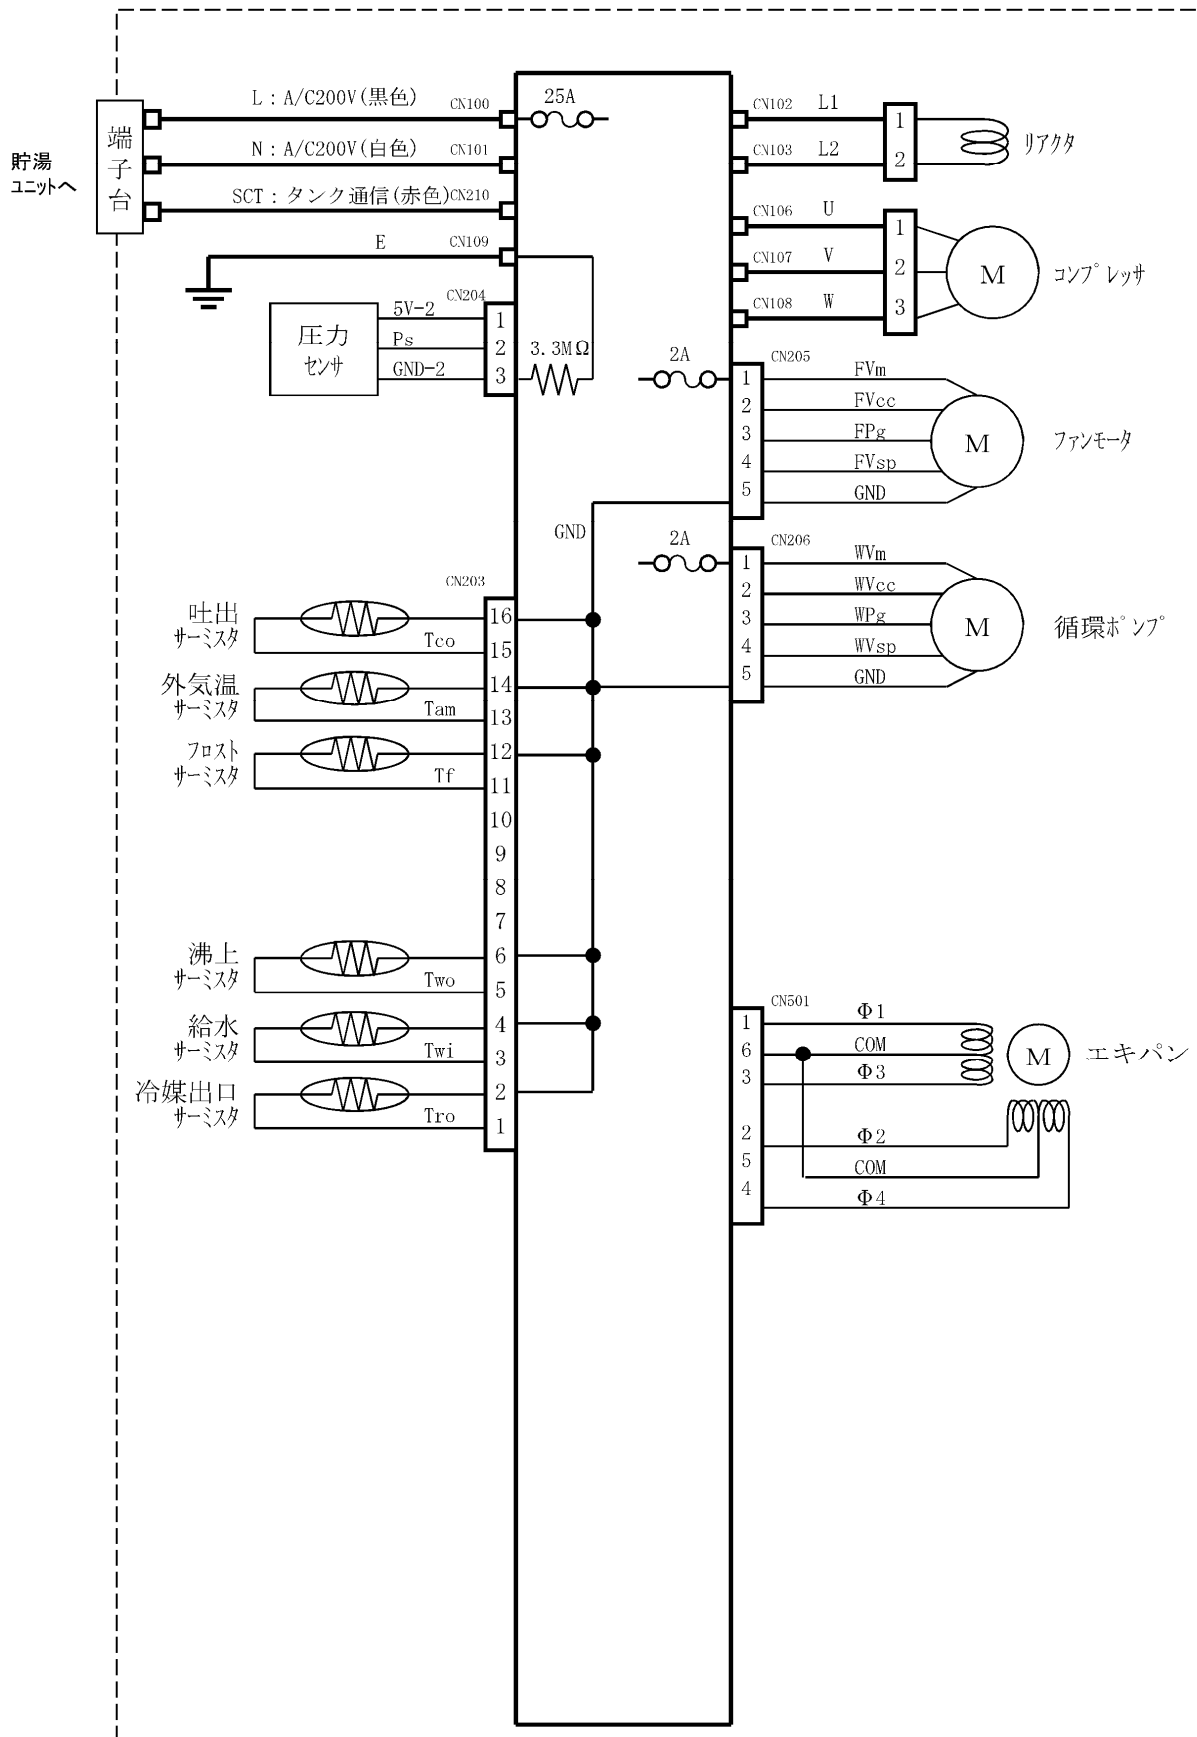 貯湯
ユニットへ
端
子
台
L：A/C200V(黒色)
CN100
N：A/C200V(白色)
CN101
SCT：タンク通信(赤色)
CN210
E
CN109
25A
圧力
センサ
5V-2
Ps
GND-2
CN204
1
2
3
3.3MΩ
GND
CN203
16
15
14
13
12
11
10
9
8
7
6
5
4
3
2
1
吐出
サーミスタ
Tco
外気温
サーミスタ
Tam
フロスト
サーミスタ
Tf
沸上
サーミスタ
Two
給水
サーミスタ
Twi
冷媒出口
サーミスタ
Tro
CN102
L1
CN103
L2
1
2
リアクタ
CN106
U
CN107
V
CN108
W
1
2
3
M
コンプレッサ
2A
CN205
1
2
3
4
5
FVm
FVcc
FPg
FVsp
GND
M
ファンモータ
2A
CN206
1
2
3
4
5
WVm
WVcc
WPg
WVsp
GND
M
循環ポンプ
CN501
1
6
3
2
5
4
Φ1
COM
Φ3
Φ2
COM
Φ4
M
エキパン